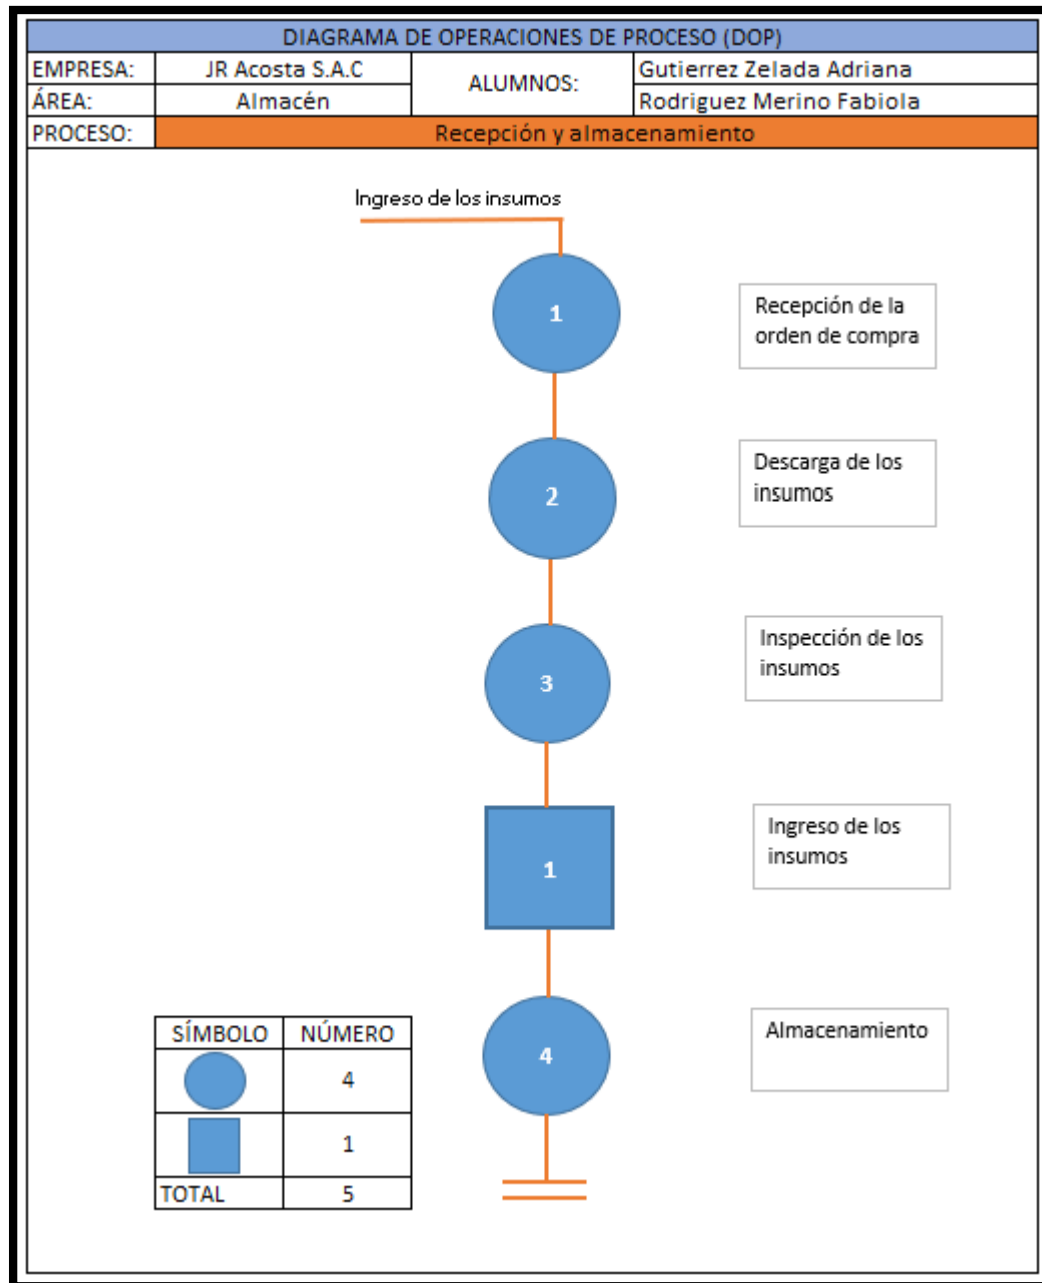 DIAGRAMA DE OPERACIONES DE PROCESO (DOP)
EMPRESA: JR Acosta S.A.C ALUMNOS: Gutierrez Zelada Adriana
ÁREA: Almacén Rodriguez Merino Fabiola
PROCESO: Recepción y almacenamiento
Ingreso de los insumos
1
Recepción de la
orden de compra
2
Descarga de los
insumos
3
Inspección de los
insumos
1
Ingreso de los
insumos
4
Almacenamiento
SÍMBOLO NÚMERO
4
1
TOTAL 5